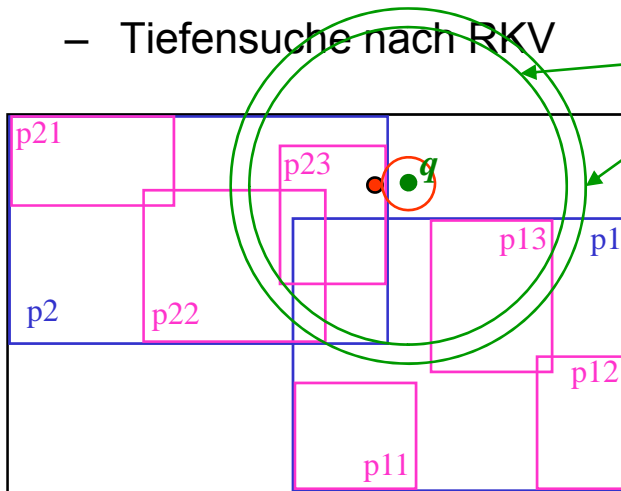 – Tiefensuche nach RKV
p21
p23
q
p13
p1
p2
p22
p12
p11